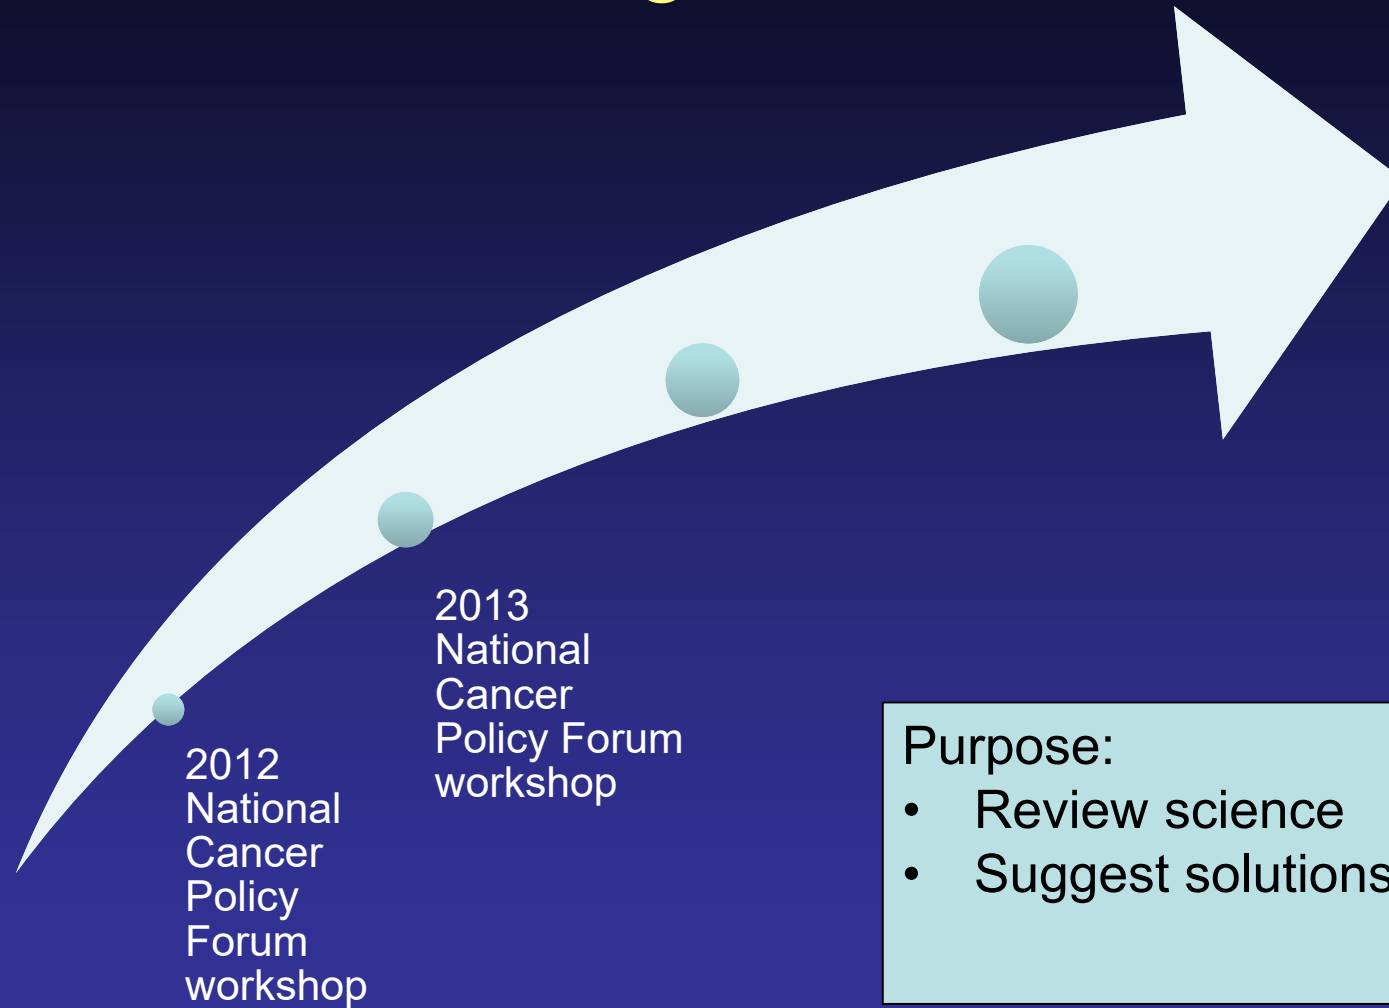 2012
National
Cancer
Policy
Forum
workshop
2013
National
Cancer
Policy Forum
workshop
Purpose:
• Review science
• Suggest solutions